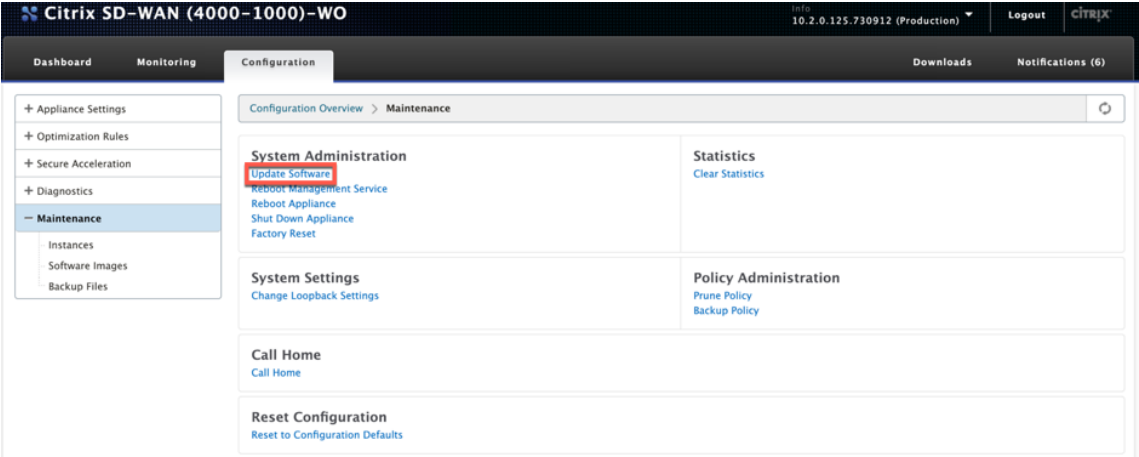 Citrix SD-WAN (4000-1000)-WO
Info
10.2.0.125.730912 (Production)
Logout
CİTRIX
Dashboard
Monitoring
Configuration
Downloads
Notifications (6)
+ Appliance Settings
+ Optimization Rules
+ Secure Acceleration
+ Diagnostics
− Maintenance
Instances
Software Images
Backup Files
Configuration Overview > Maintenance
System Administration
Update Software
Reboot Management Service
Reboot Appliance
Shut Down Appliance
Factory Reset
Statistics
Clear Statistics
System Settings
Change Loopback Settings
Policy Administration
Prune Policy
Backup Policy
Call Home
Call Home
Reset Configuration
Reset to Configuration Defaults